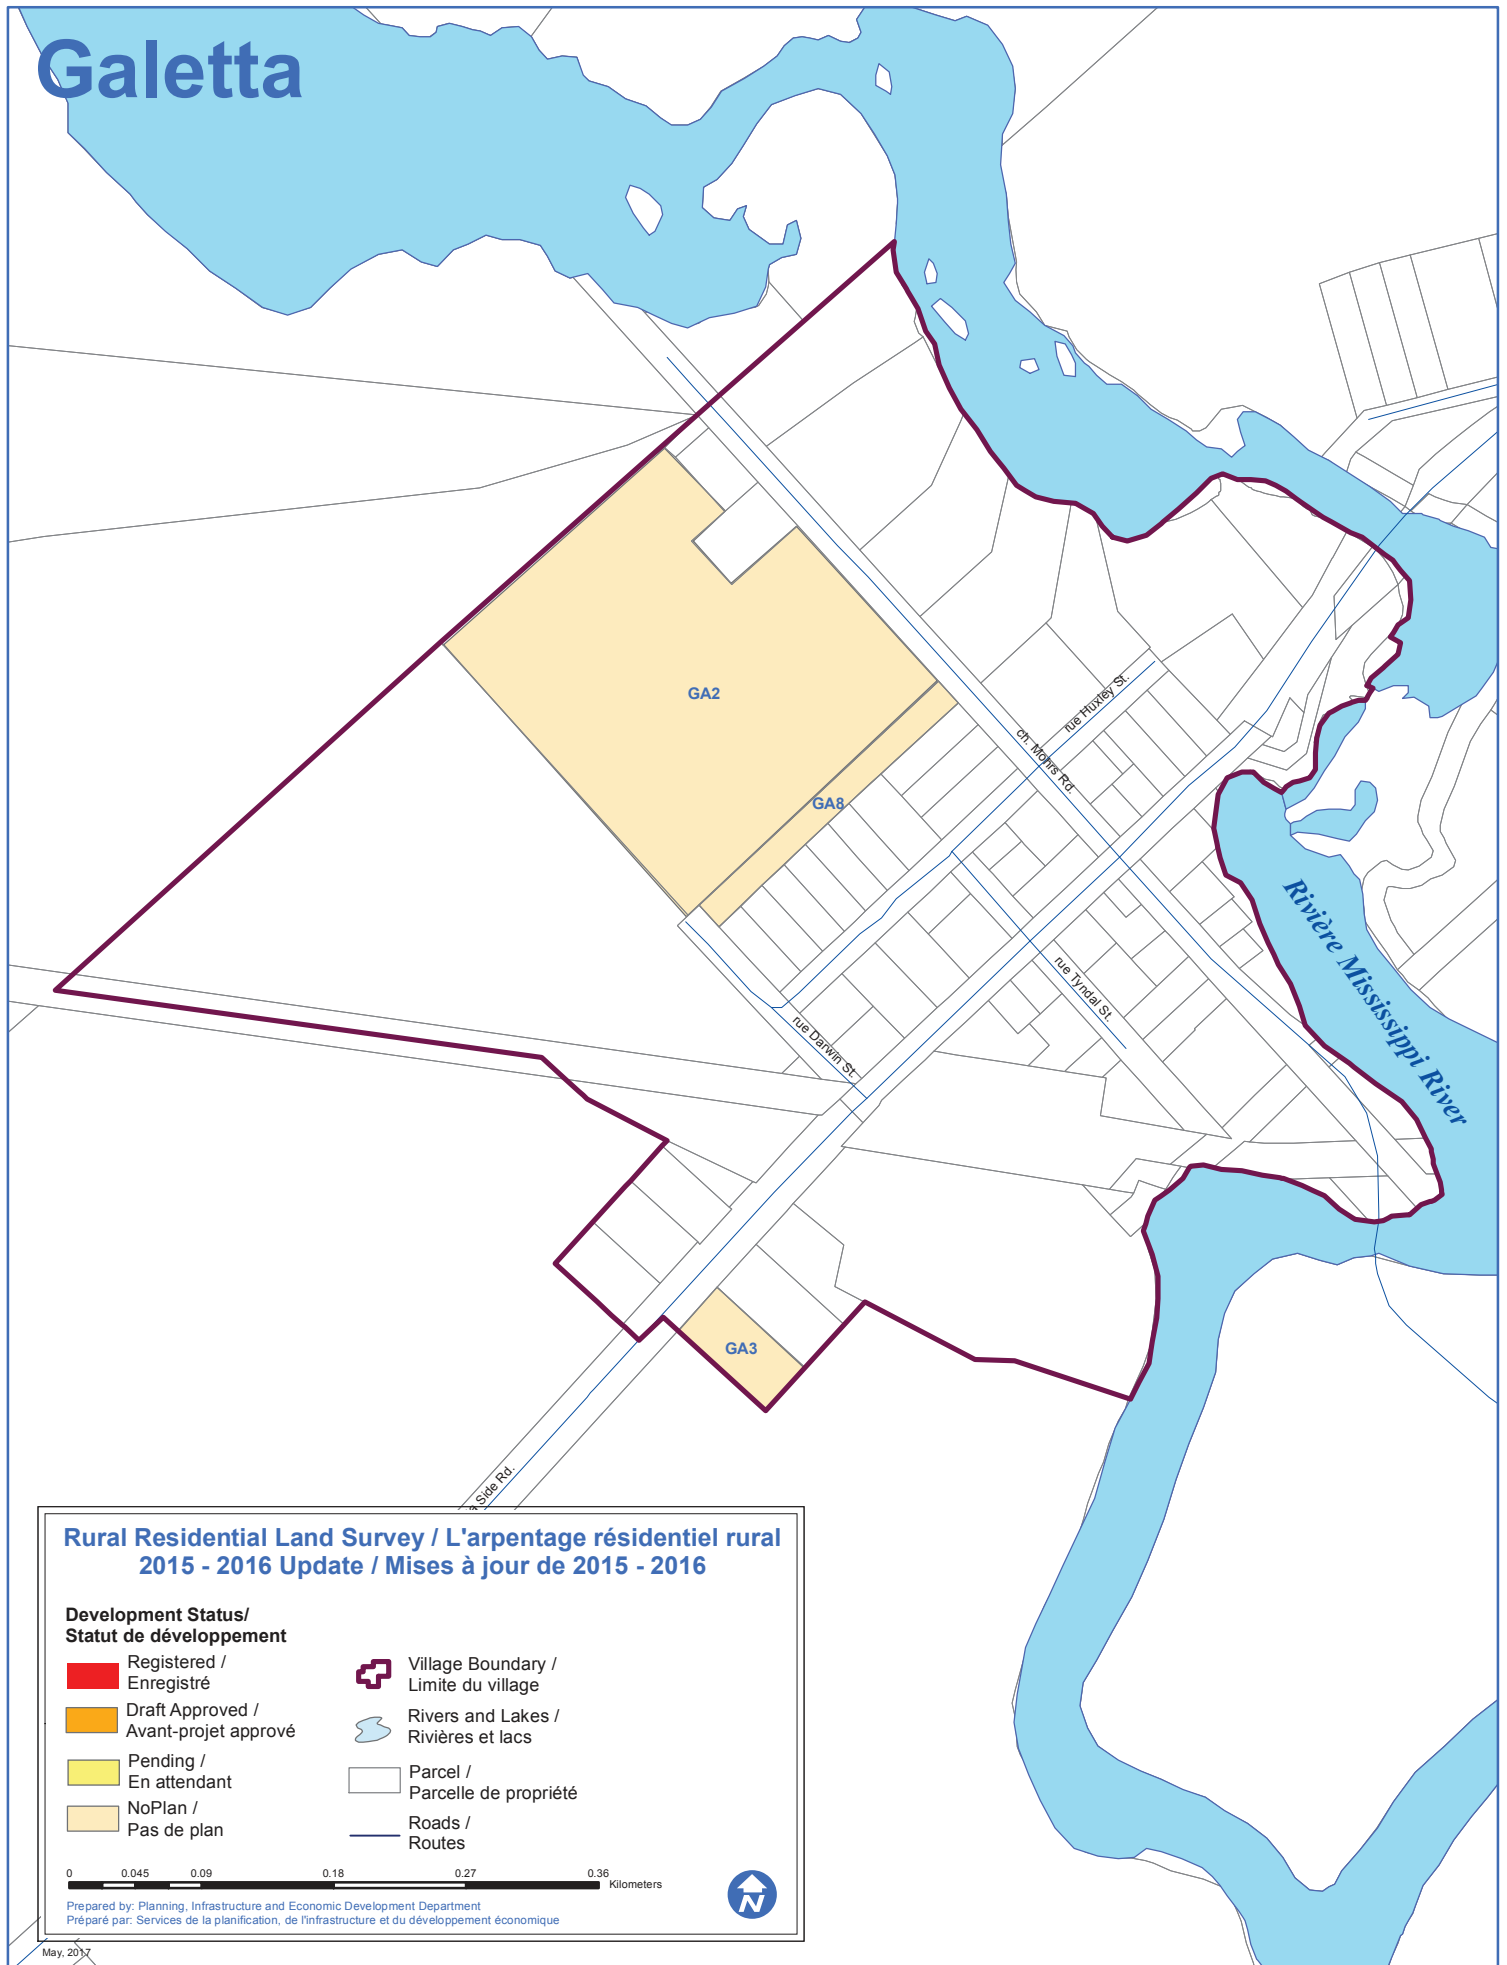 Galetta
GA2
GA8
GA3
rue Huxley St.
ch. Mohrs Rd.
rue Tyndal St.
rue Darwin St.
Rivière Mississippi River
Side Rd.
Rural Residential Land Survey / L'arpentage résidentiel rural
2015 - 2016 Update / Mises à jour de 2015 - 2016
Development Status/
Statut de développement
Registered /
Enregistré
Draft Approved /
Avant-projet apprové
Pending /
En attendant
NoPlan /
Pas de plan
Village Boundary /
Limite du village
Rivers and Lakes /
Rivières et lacs
Parcel /
Parcelle de propriété
Roads /
Routes
0 0.045 0.09 0.18 0.27 0.36
Kilometers
N
Prepared by: Planning, Infrastructure and Economic Development Department
Préparé par: Services de la planification, de l'infrastructure et du développement économique
May, 2017